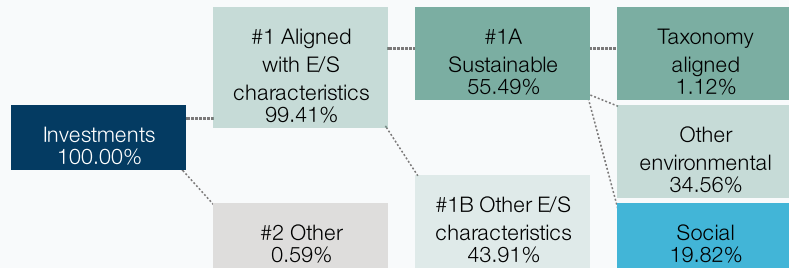 Investments
100.00%
#1 Aligned
with E/S
characteristics
99.41%
#2 Other
0.59%
#1A
Sustainable
55.49%
#1B Other E/S
characteristics
43.91%
Taxonomy
aligned
1.12%
Other
environmental
34.56%
Social
19.82%